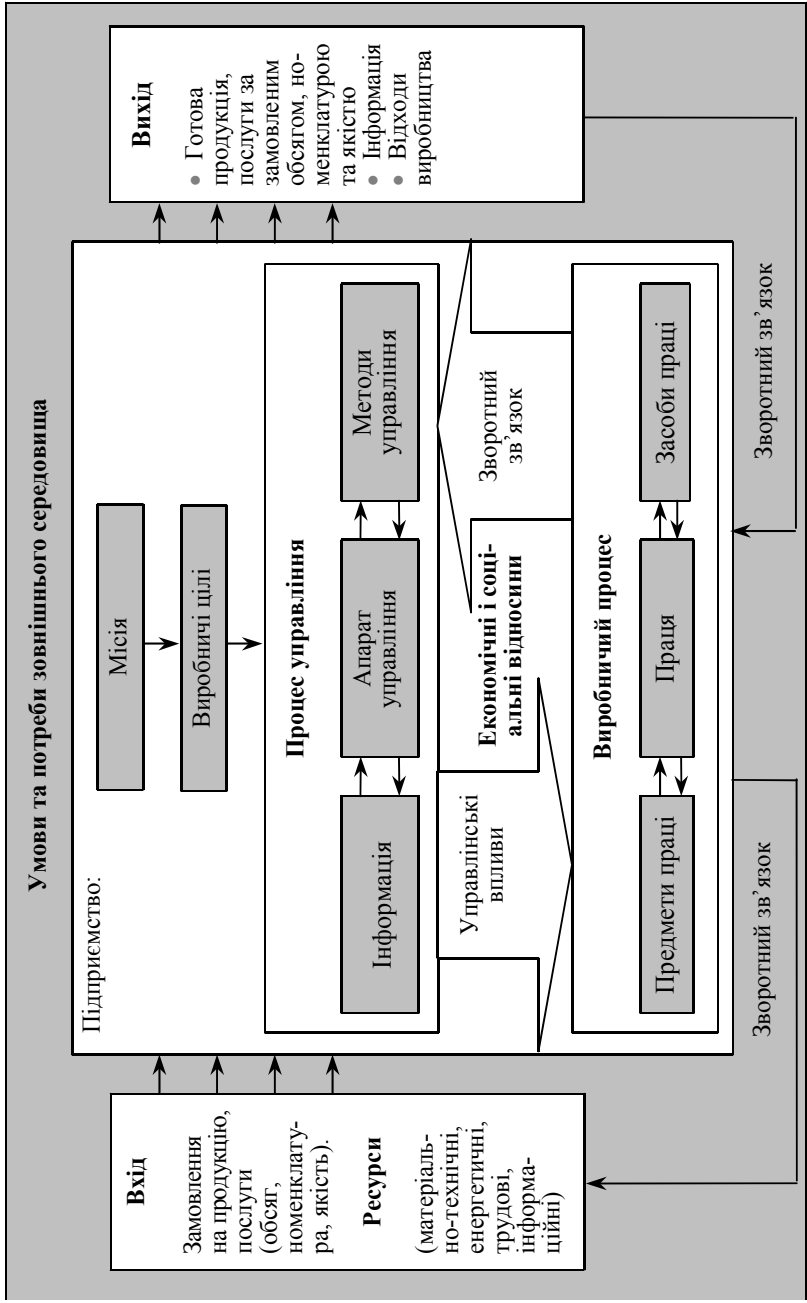 Умови та потреби зовнішнього середовища
Вхід
Замовлення
на продукцію,
послуги
(обсяг,
номенклату-
ра, якість).
Ресурси
(матеріаль-
но-технічні,
енергетичні,
трудові,
інформа-
ційні)
Підприємство:
Місія
Виробничі цілі
Процес управління
Інформація
Апарат
управління
Методи
управління
Управлінські
впливи
Економічні і соці-
альні відносини
Зворотний
зв’язок
Виробничий процес
Предмети праці
Праця
Засоби праці
Вихід
● Готова
продукція,
послуги за
замовленим
обсягом, но-
менклатурою
та якістю
● Інформація
● Відходи
виробництва
Зворотний зв’язок
Зворотний зв’язок